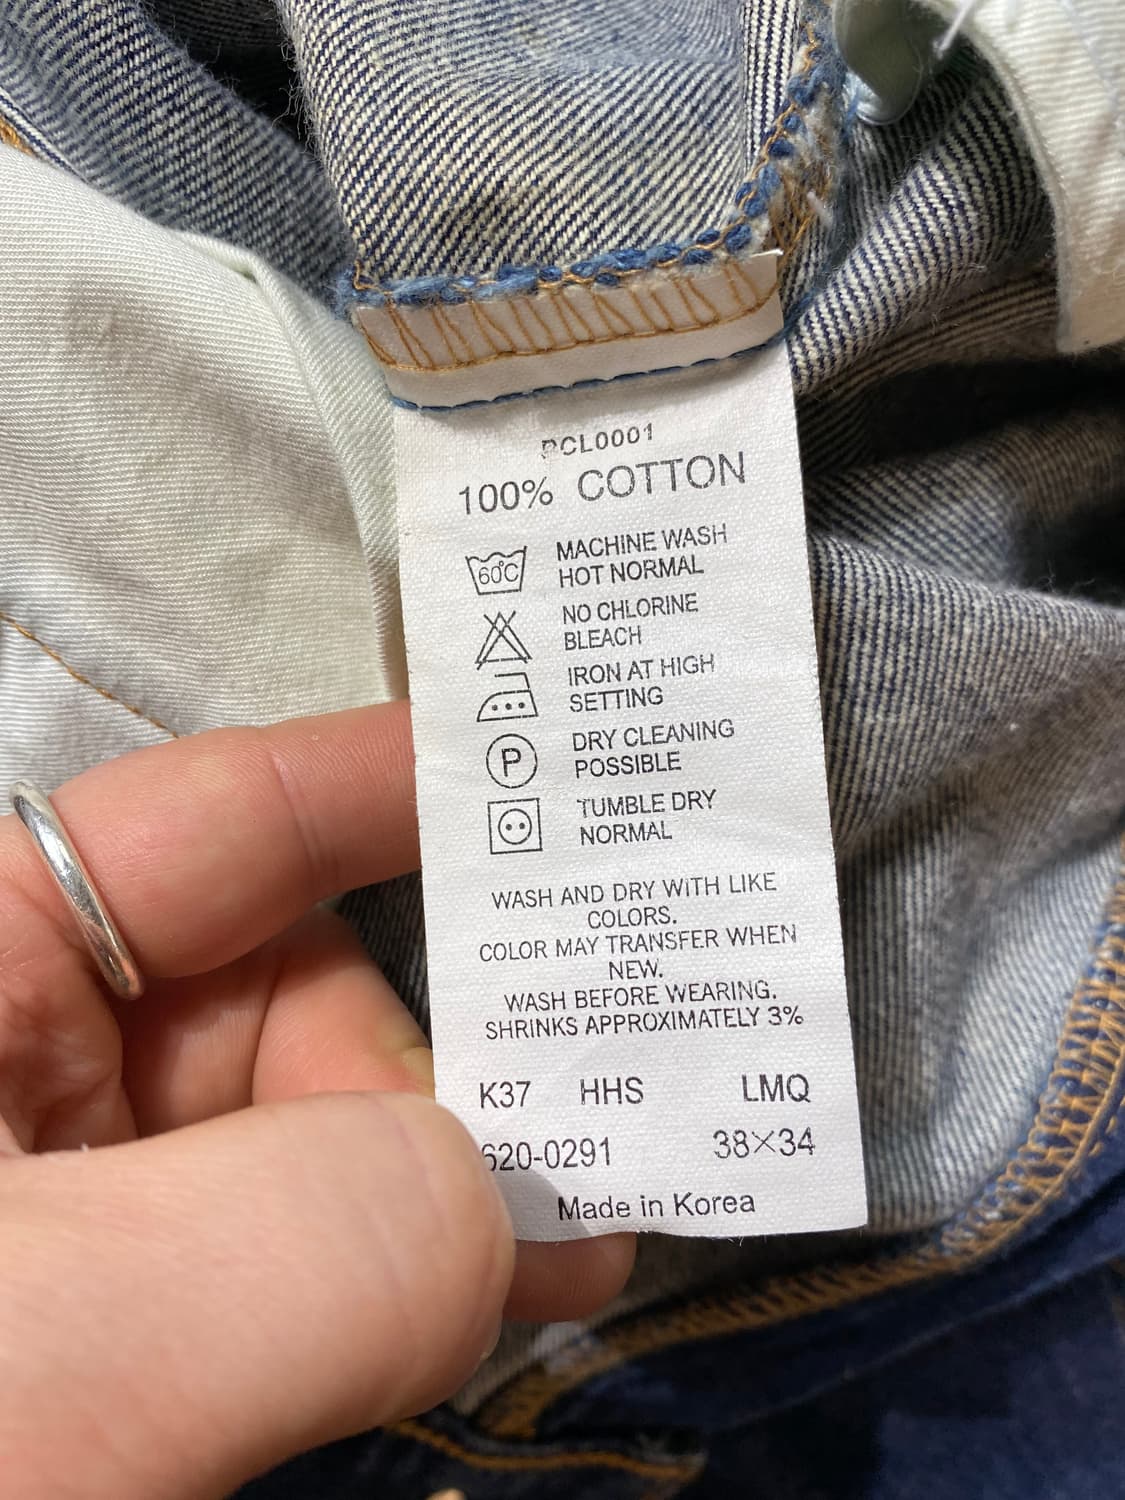 100% COTTON
60°C MACHINE WASH
HOT NORMAL
NO CHLORINE
BLEACH
IRON AT HIGH
SETTING
P DRY CLEANING
POSSIBLE
TUMBLE DRY
NORMAL
WASH AND DRY WITH LIKE
COLORS.
COLOR MAY TRANSFER WHEN
NEW.
WASH BEFORE WEARING.
SHRINKS APPROXIMATELY 3%
K37 HHS LMQ
620-0291 38×34
Made in Korea